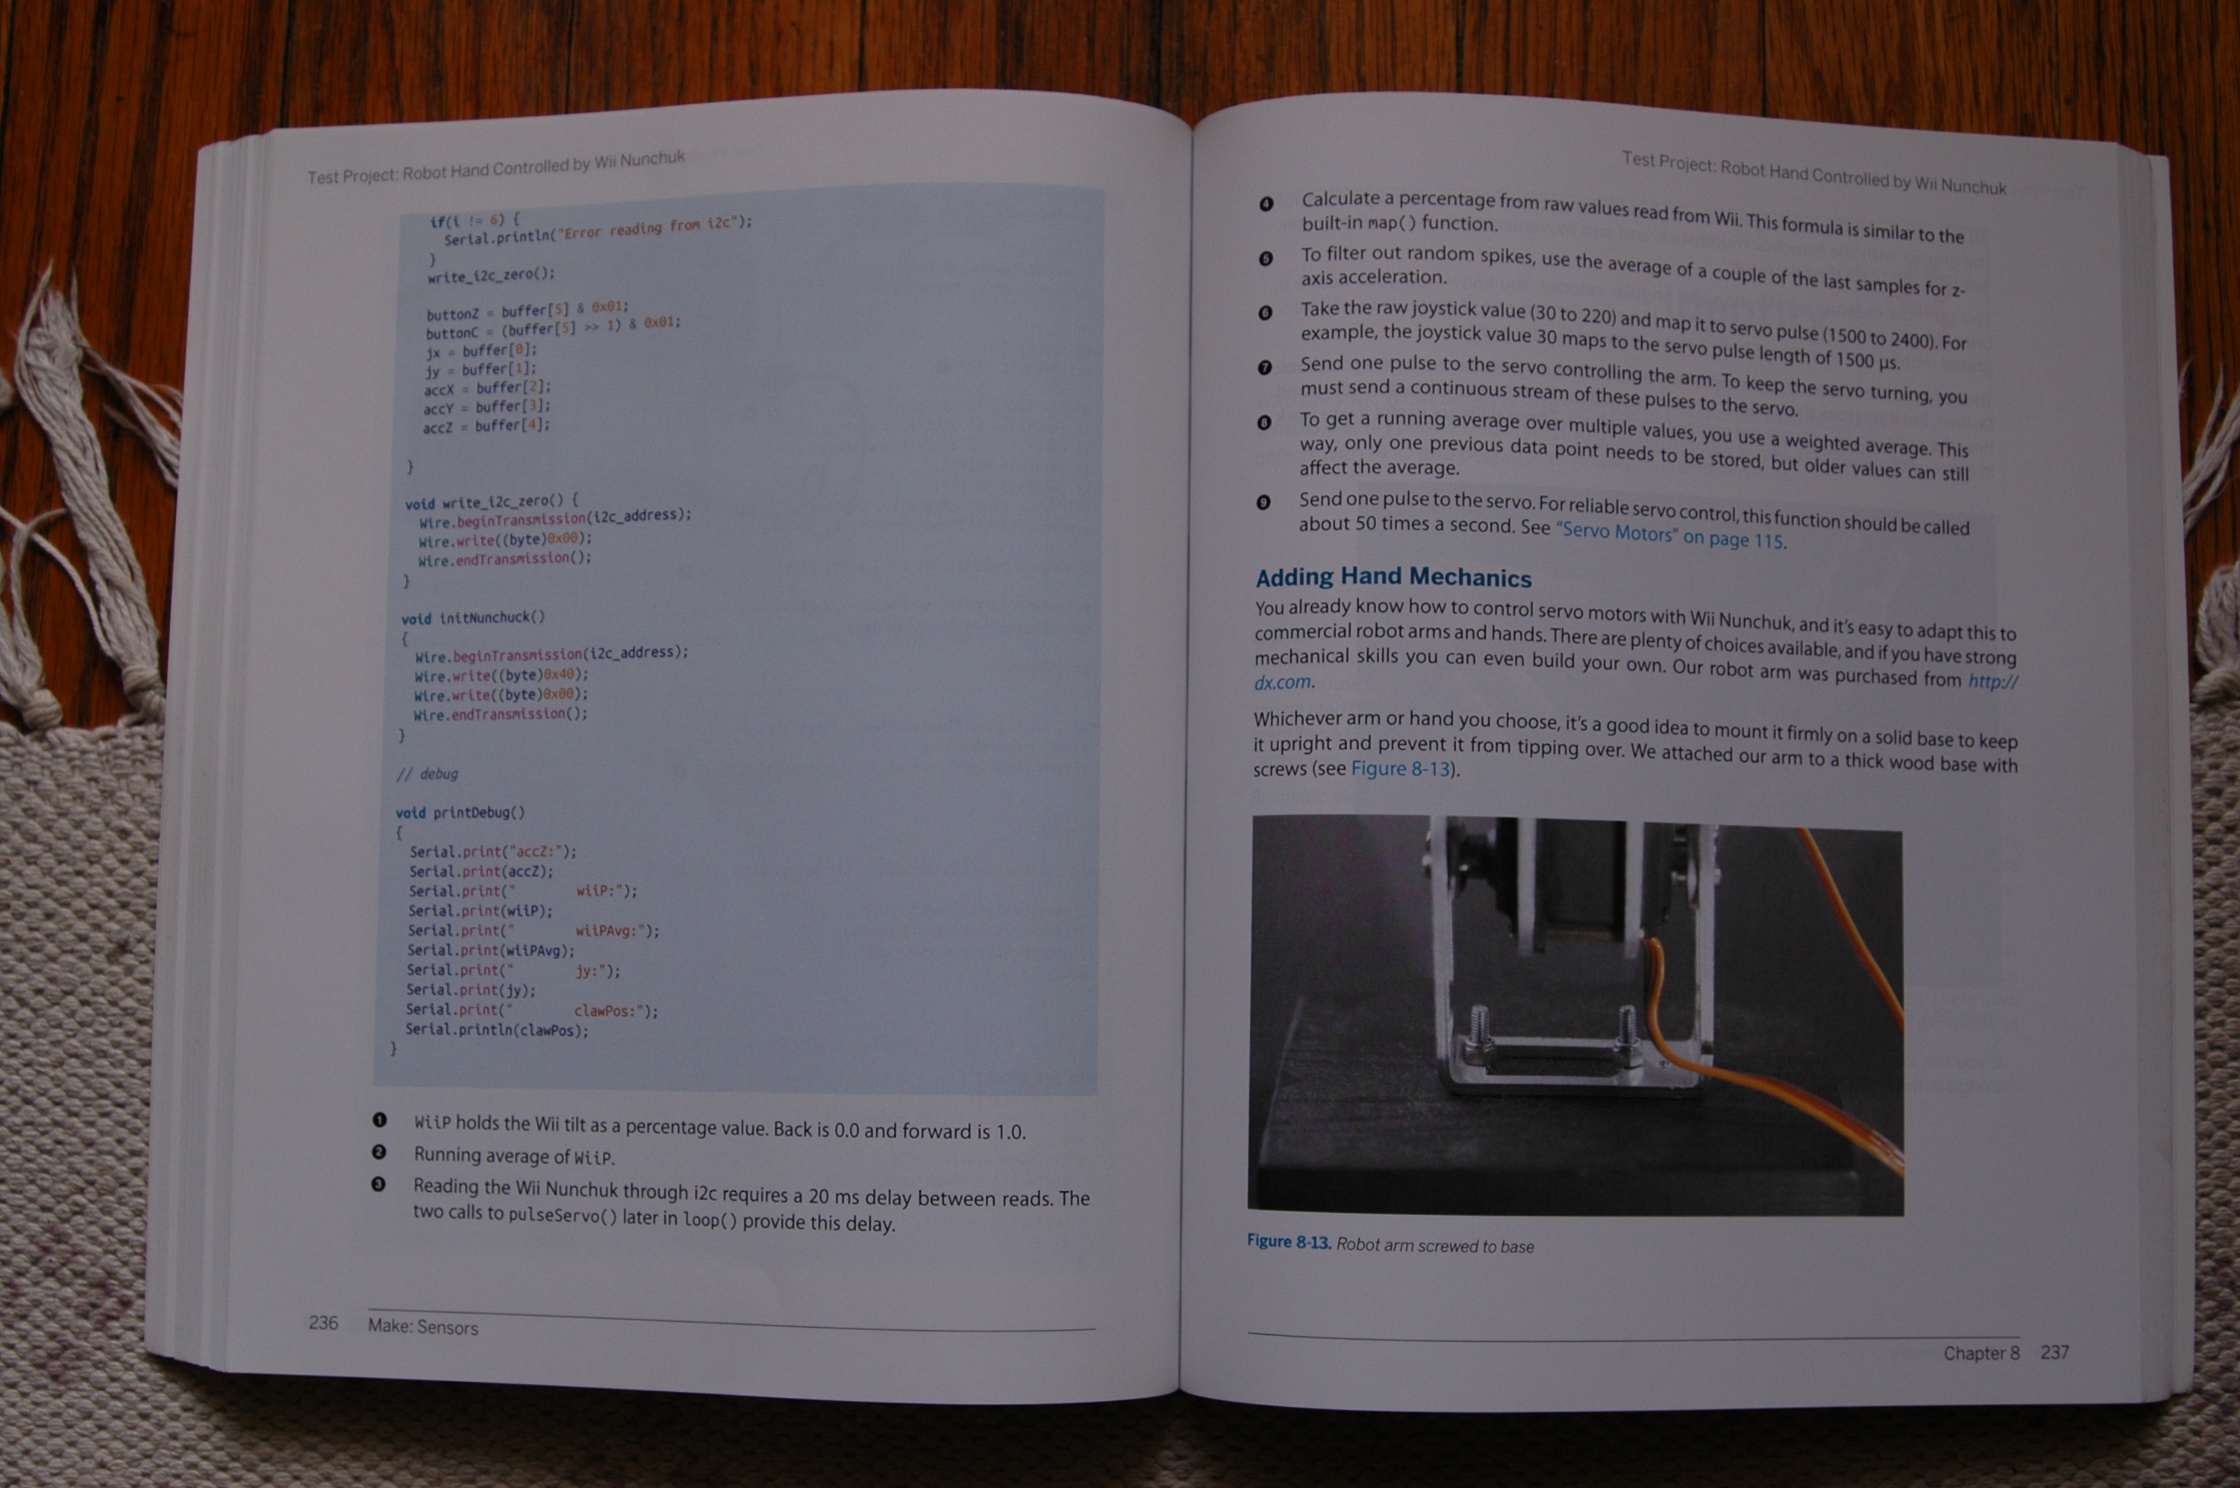 Test Project: Robot Hand Controlled by Wii Nunchuk
if(i != 6) {
Serial.println("Error reading from i2c");
}
write_i2c_zero();
buttonZ = buffer[5] & 0x01;
buttonC = (buffer[5] >> 1) & 0x01;
jx = buffer[0];
jy = buffer[1];
accX = buffer[2];
accY = buffer[3];
accZ = buffer[4];
}
void write_i2c_zero() {
Wire.beginTransmission(i2c_address);
Wire.write((byte)0x00);
Wire.endTransmission();
}
void initNunchuck()
{
Wire.beginTransmission(i2c_address);
Wire.write((byte)0x40);
Wire.write((byte)0x00);
Wire.endTransmission();
}
// debug
void printDebug()
{
Serial.print("accZ:");
Serial.print(accZ);
Serial.print("      wiiP:");
Serial.print(wiiP);
Serial.print("      wiiPAvg:");
Serial.print(wiiPAvg);
Serial.print("      jy:");
Serial.print(jy);
Serial.print("      clawPos:");
Serial.println(clawPos);
}
❶ WiiP holds the Wii tilt as a percentage value. Back is 0.0 and forward is 1.0.
❷ Running average of WiiP.
❸ Reading the Wii Nunchuk through i2c requires a 20 ms delay between reads. The
two calls to pulseServo() later in loop() provide this delay.
236 Make: Sensors
Test Project: Robot Hand Controlled by Wii Nunchuk
❹ Calculate a percentage from raw values read from Wii. This formula is similar to the
built-in map() function.
❺ To filter out random spikes, use the average of a couple of the last samples for z-
axis acceleration.
❻ Take the raw joystick value (30 to 220) and map it to servo pulse (1500 to 2400). For
example, the joystick value 30 maps to the servo pulse length of 1500 µs.
❼ Send one pulse to the servo controlling the arm. To keep the servo turning, you
must send a continuous stream of these pulses to the servo.
❽ To get a running average over multiple values, you use a weighted average. This
way, only one previous data point needs to be stored, but older values can still
affect the average.
❾ Send one pulse to the servo. For reliable servo control, this function should be called
about 50 times a second. See "Servo Motors" on page 115.
Adding Hand Mechanics
You already know how to control servo motors with Wii Nunchuk, and it's easy to adapt this to
commercial robot arms and hands. There are plenty of choices available, and if you have strong
mechanical skills you can even build your own. Our robot arm was purchased from http://
dx.com.
Whichever arm or hand you choose, it's a good idea to mount it firmly on a solid base to keep
it upright and prevent it from tipping over. We attached our arm to a thick wood base with
screws (see Figure 8-13).
Figure 8-13. Robot arm screwed to base
Chapter 8 237